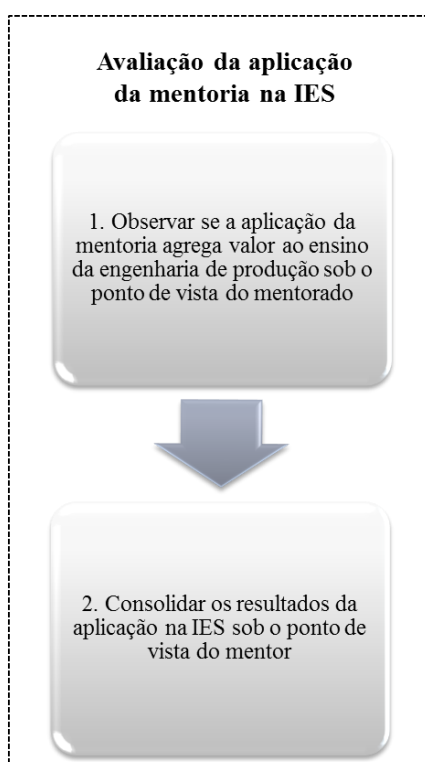 Avaliação da aplicação
da mentoria na IES
1. Observar se a aplicação da
mentoria agrega valor ao ensino
da engenharia de produção sob o
ponto de vista do mentorado
2. Consolidar os resultados da
aplicação na IES sob o ponto de
vista do mentor